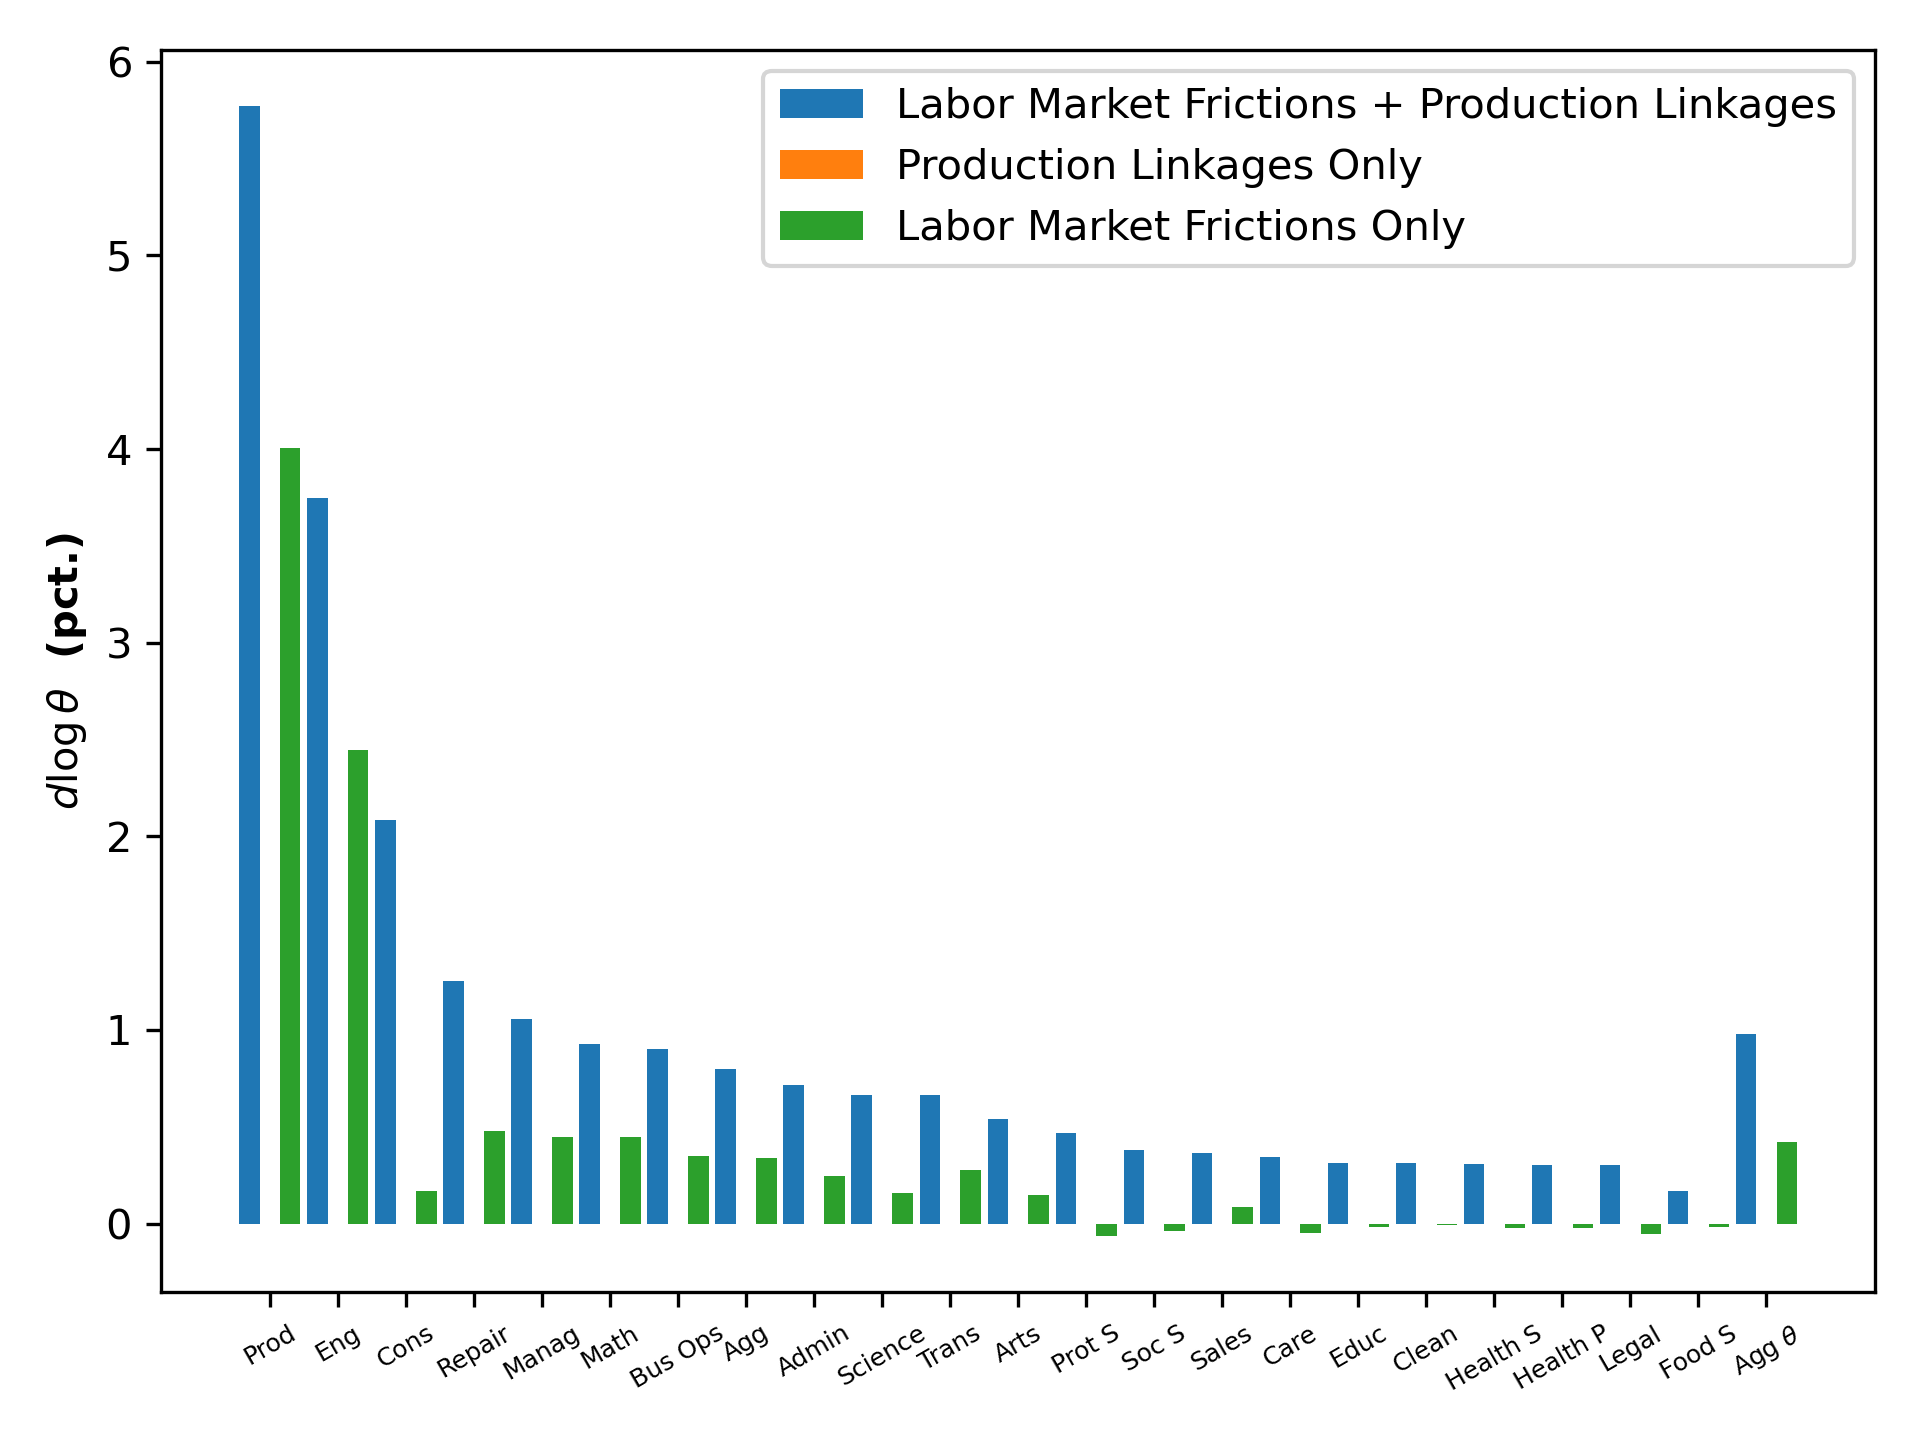 Labor Market Frictions + Production Linkages
Production Linkages Only
Labor Market Frictions Only
d log θ (pct.)
6
5
4
3
2
1
0
Prod
Eng
Cons
Repair
Manag
Math
Bus Ops
Agg
Admin
Science
Trans
Arts
Prot S
Soc S
Sales
Care
Educ
Clean
Health S
Health P
Legal
Food S
Agg θ